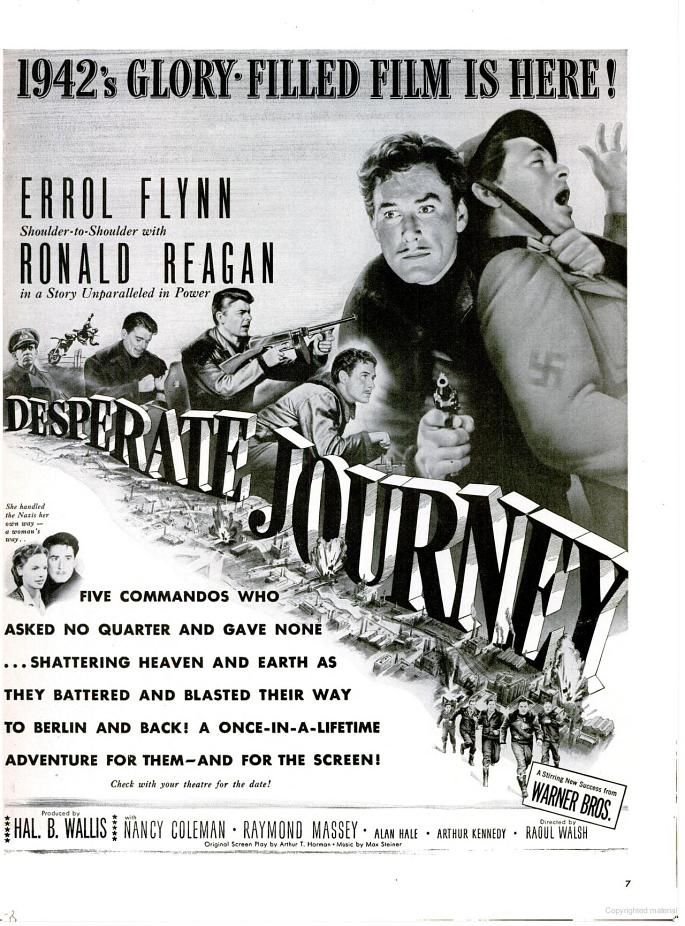 1942's GLORY-FILLED FILM IS HERE!
ERROL FLYNN
Shoulder-to-Shoulder with
RONALD REAGAN
in a Story Unparalleled in Power
DESPERATE JOURNEY
She handled
the Nazis her
own way —
a woman's
way..
FIVE COMMANDOS WHO
ASKED NO QUARTER AND GAVE NONE
...SHATTERING HEAVEN AND EARTH AS
THEY BATTERED AND BLASTED THEIR WAY
TO BERLIN AND BACK! A ONCE-IN-A-LIFETIME
ADVENTURE FOR THEM—AND FOR THE SCREEN!
Check with your theatre for the date!
A Stirring New Success from
WARNER BROS.
Produced by
HAL. B. WALLIS
with
NANCY COLEMAN • RAYMOND MASSEY • ALAN HALE • ARTHUR KENNEDY •
Directed by
RAOUL WALSH
Original Screen Play by Arthur T. Horman • Music by Max Steiner
7
Copyrighted material